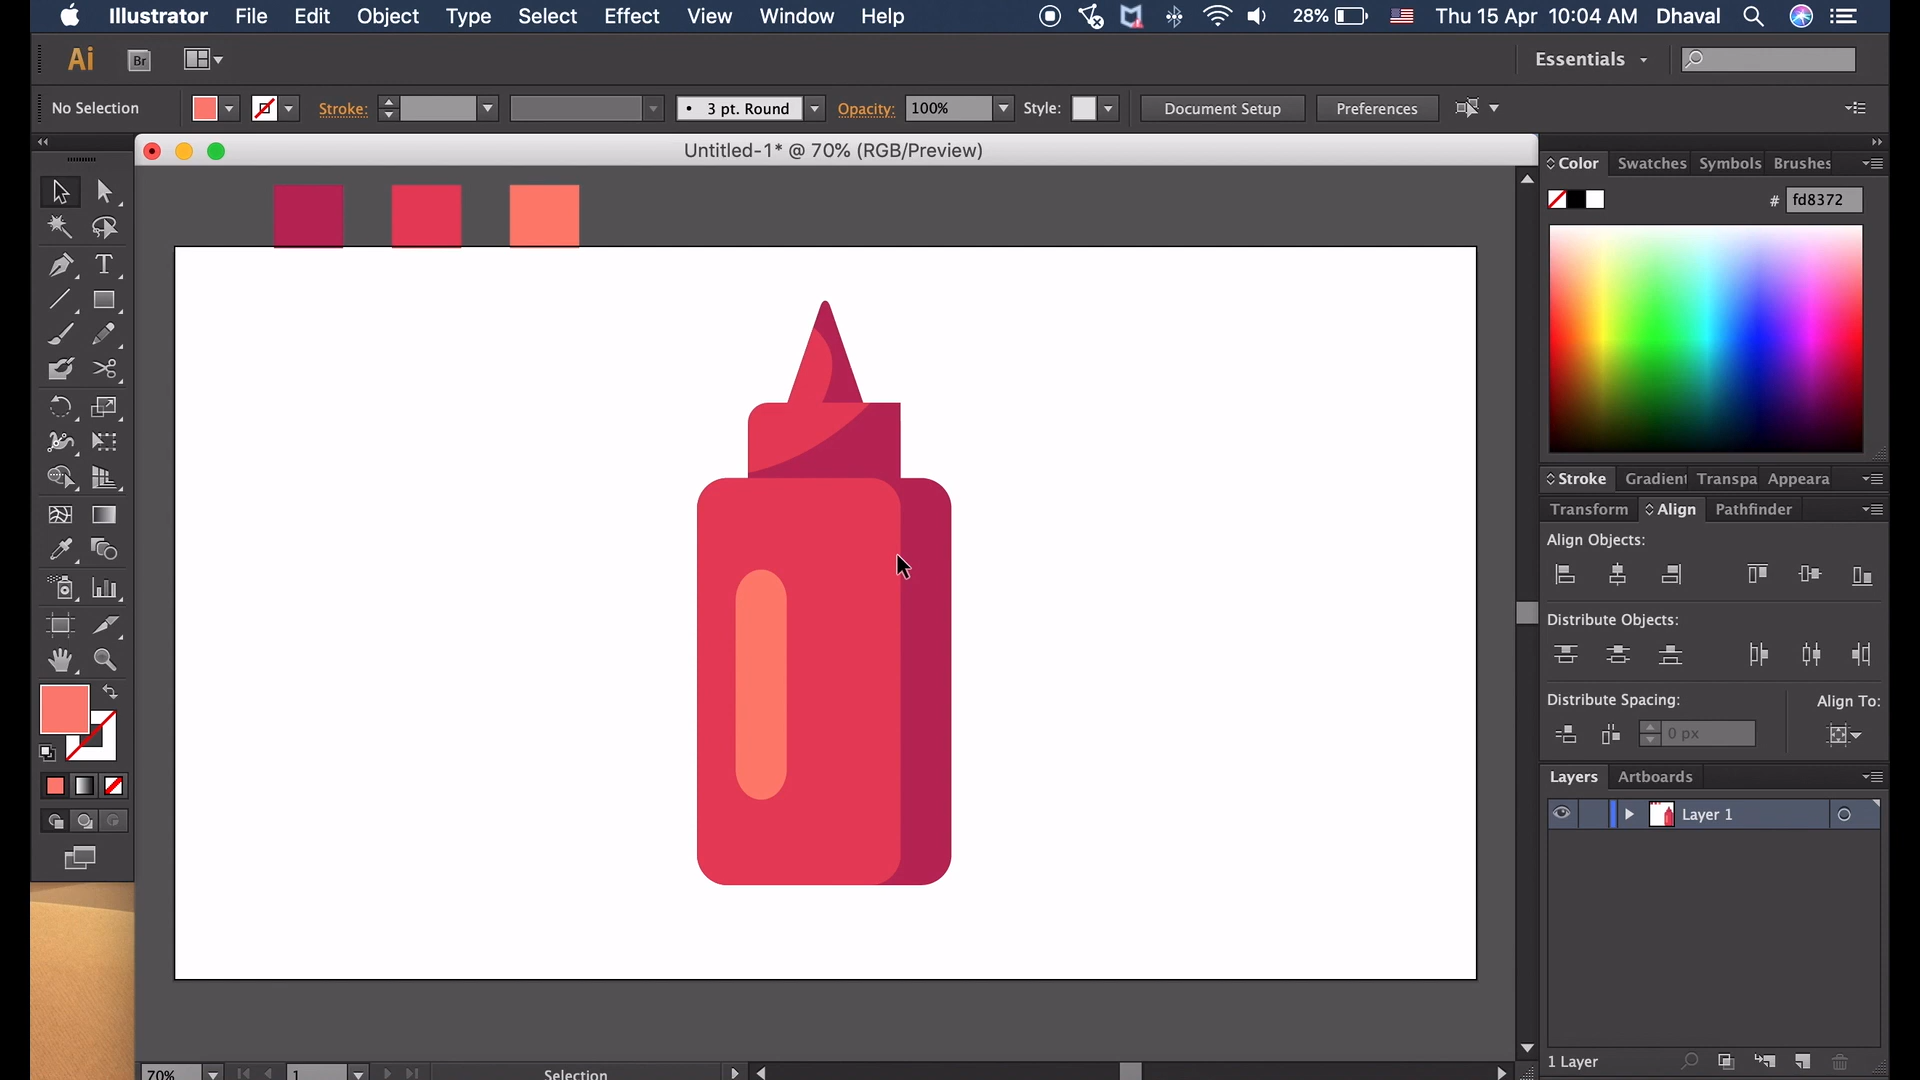 Illustrator File Edit Object Type Select Effect View Window Help 28% Thu 15 Apr 10:04 AM Dhaval
Ai Br Essentials
No Selection Stroke: 3 pt. Round Opacity: 100% Style: Document Setup Preferences
Untitled-1* @ 70% (RGB/Preview)
Color Swatches Symbols Brushes
# fd8372
T
Stroke Gradient Transpa Appeara
Transform Align Pathfinder
Align Objects:
Distribute Objects:
Distribute Spacing: Align To:
0 px
Layers Artboards
Layer 1
1 Layer
70% 1 Selection